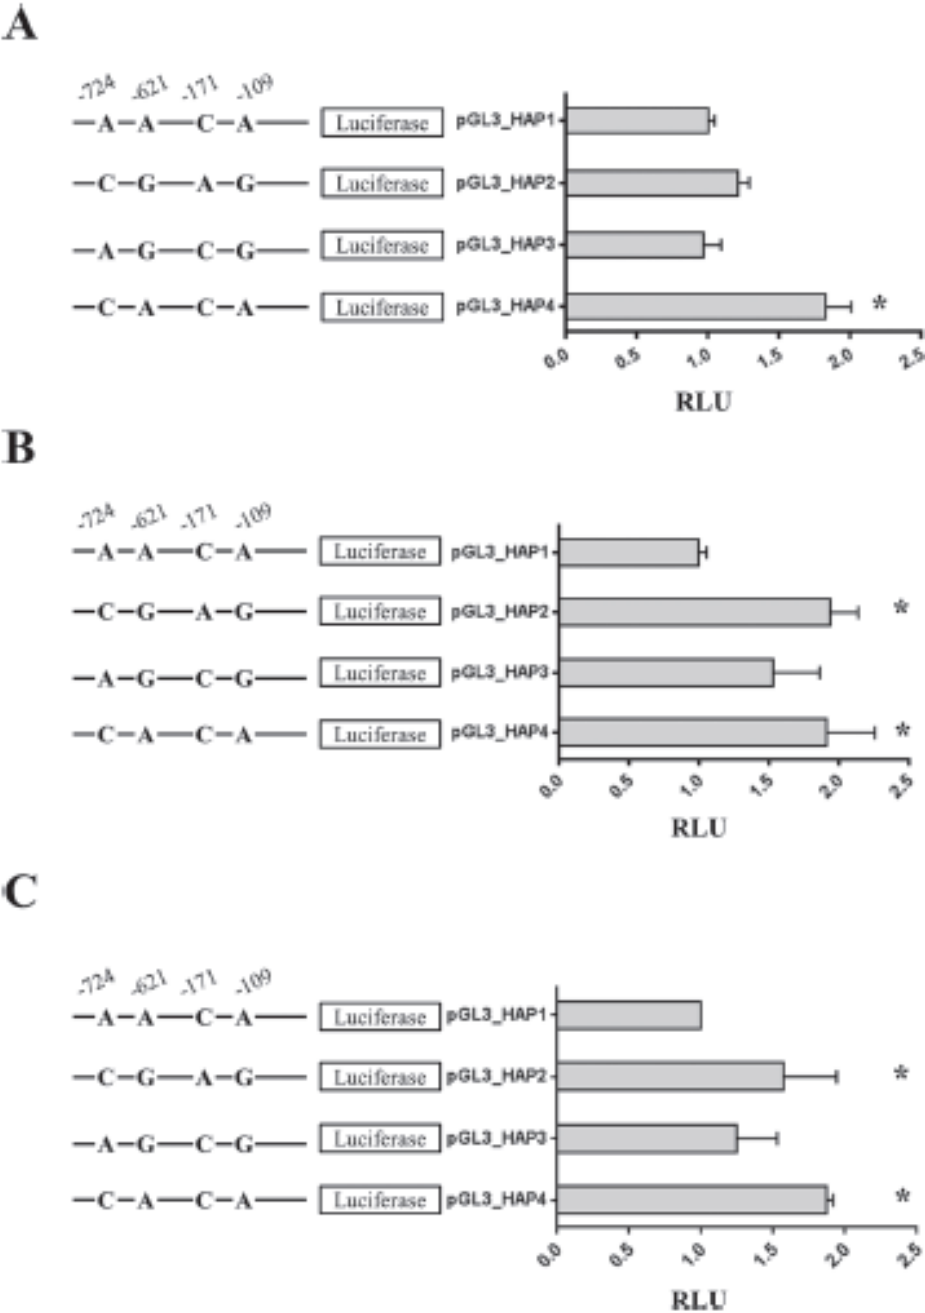 A
-724 -621 -171 -109
A A C A Luciferase pGL3_HAP1
C G A G Luciferase pGL3_HAP2
A G C G Luciferase pGL3_HAP3
C A C A Luciferase pGL3_HAP4 *
0.0 0.5 1.0 1.5 2.0 2.5
RLU
B
-724 -621 -171 -109
A A C A Luciferase pGL3_HAP1
C G A G Luciferase pGL3_HAP2 *
A G C G Luciferase pGL3_HAP3
C A C A Luciferase pGL3_HAP4 *
0.0 0.5 1.0 1.5 2.0 2.5
RLU
C
-724 -621 -171 -109
A A C A Luciferase pGL3_HAP1
C G A G Luciferase pGL3_HAP2 *
A G C G Luciferase pGL3_HAP3
C A C A Luciferase pGL3_HAP4 *
0.0 0.5 1.0 1.5 2.0 2.5
RLU